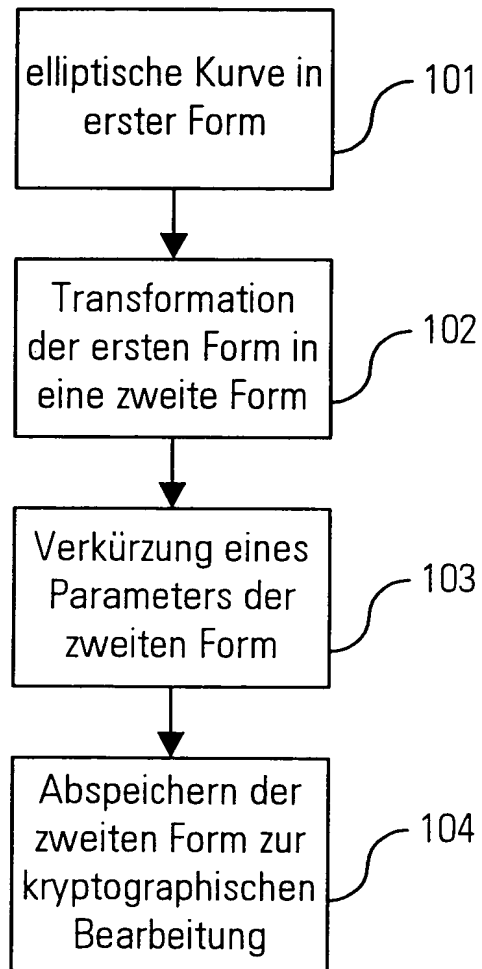 elliptische Kurve in
erster Form
101
Transformation
der ersten Form in
eine zweite Form
102
Verkürzung eines
Parameters der
zweiten Form
103
Abspeichern der
zweiten Form zur
kryptographischen
Bearbeitung
104